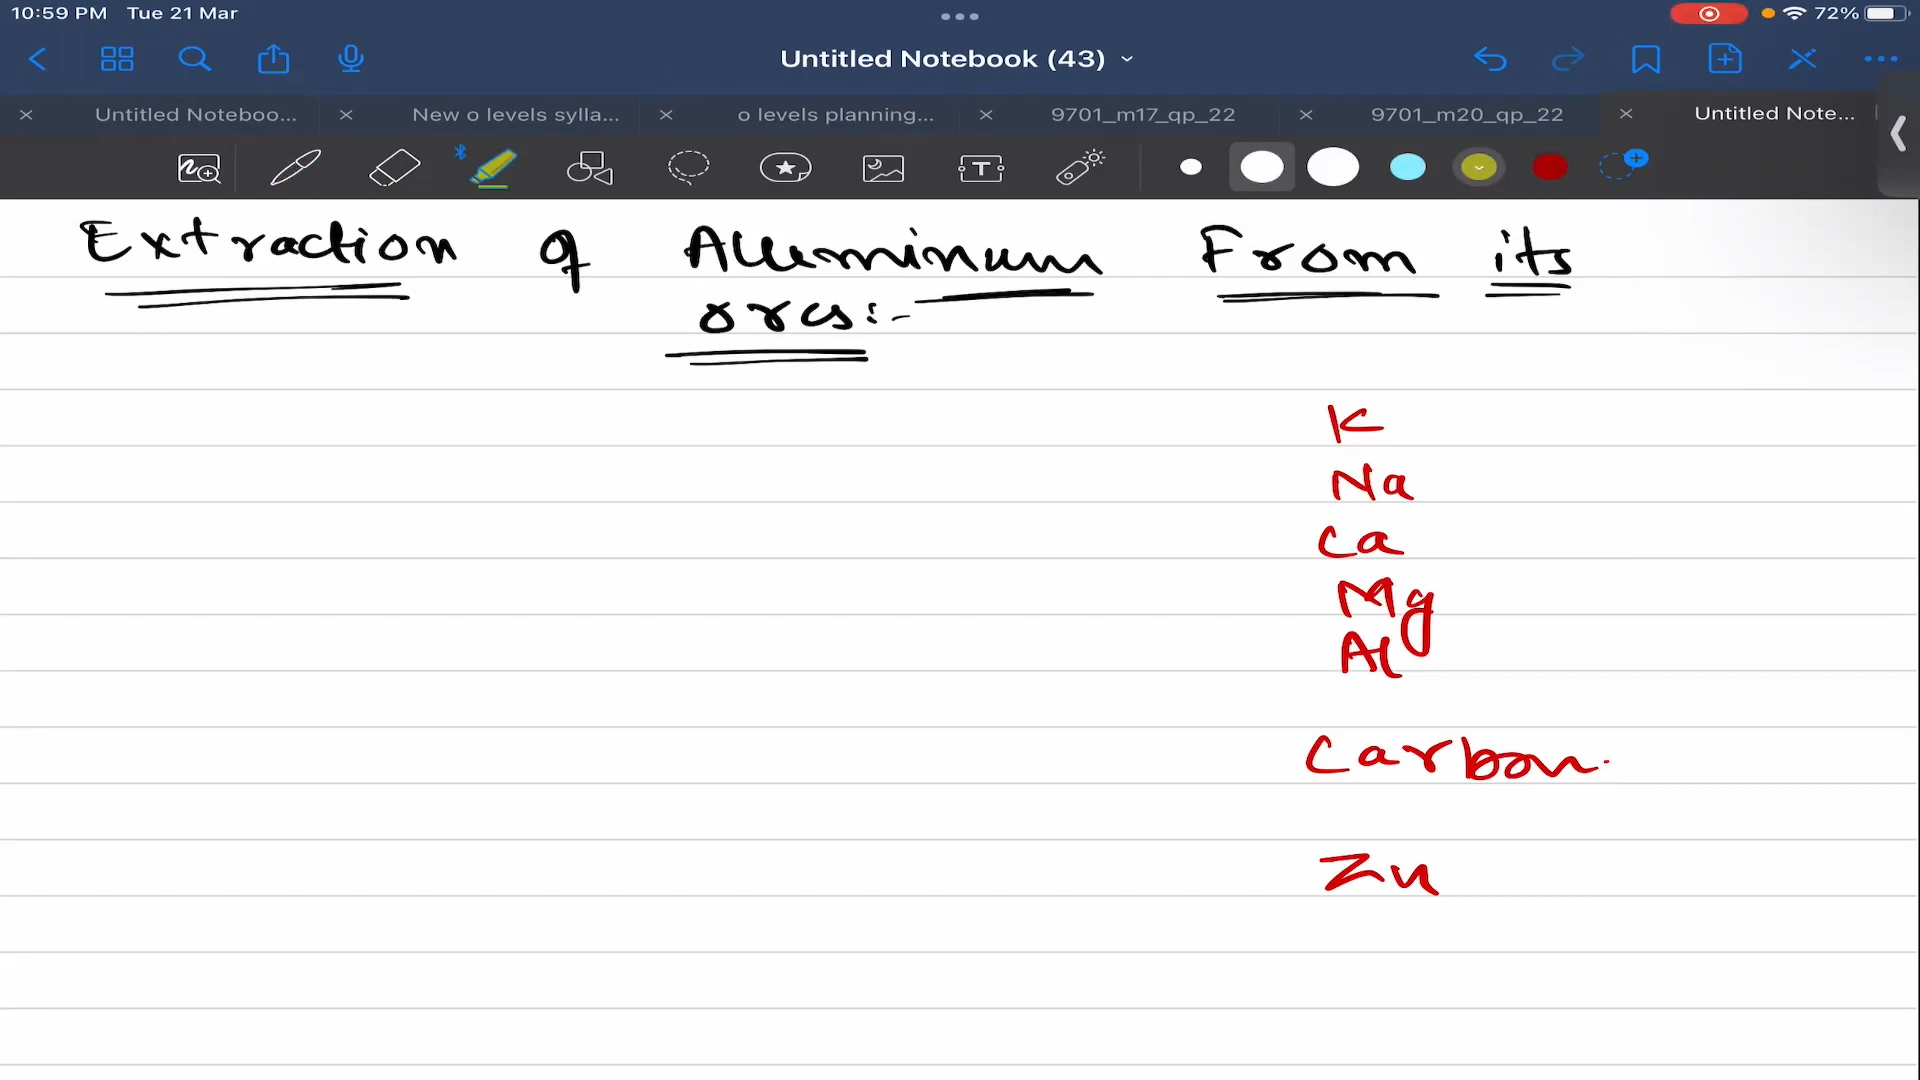 10:59 PM Tue 21 Mar 72%
Untitled Notebook (43)
Untitled Noteboo... New o levels sylla... o levels planning... 9701_m17_qp_22 9701_m20_qp_22 Untitled Note...
Extraction of Alluminum From its
ores:-
K
Na
Ca
Mg
Al
Carbon.
Zn